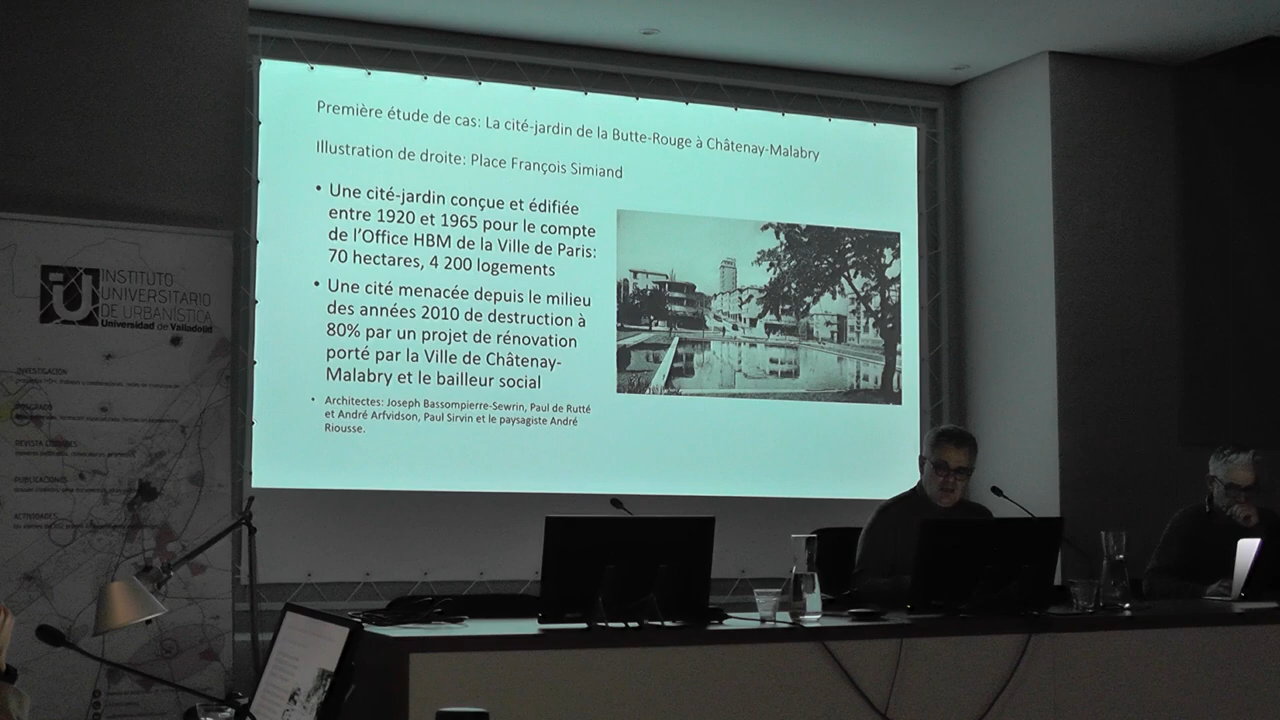 Première étude de cas: La cité-jardin de la Butte-Rouge à Châtenay-Malabry
Illustration de droite: Place François Simiand
• Une cité-jardin conçue et édifiée
entre 1920 et 1965 pour le compte
de l'Office HBM de la Ville de Paris:
70 hectares, 4 200 logements
• Une cité menacée depuis le milieu
des années 2010 de destruction à
80% par un projet de rénovation
porté par la Ville de Châtenay-
Malabry et le bailleur social
• Architectes: Joseph Bassompierre-Sewrin, Paul de Rutté
et André Arfvidson, Paul Sirvin et le paysagiste André
Riousse.
INSTITUTO
UNIVERSITARIO
DE URBANÍSTICA
Universidad de Valladolid
INVESTIGACIÓN
POSGRADO
REVISTA CIUDADES
PUBLICACIONES
ACTIVIDADES